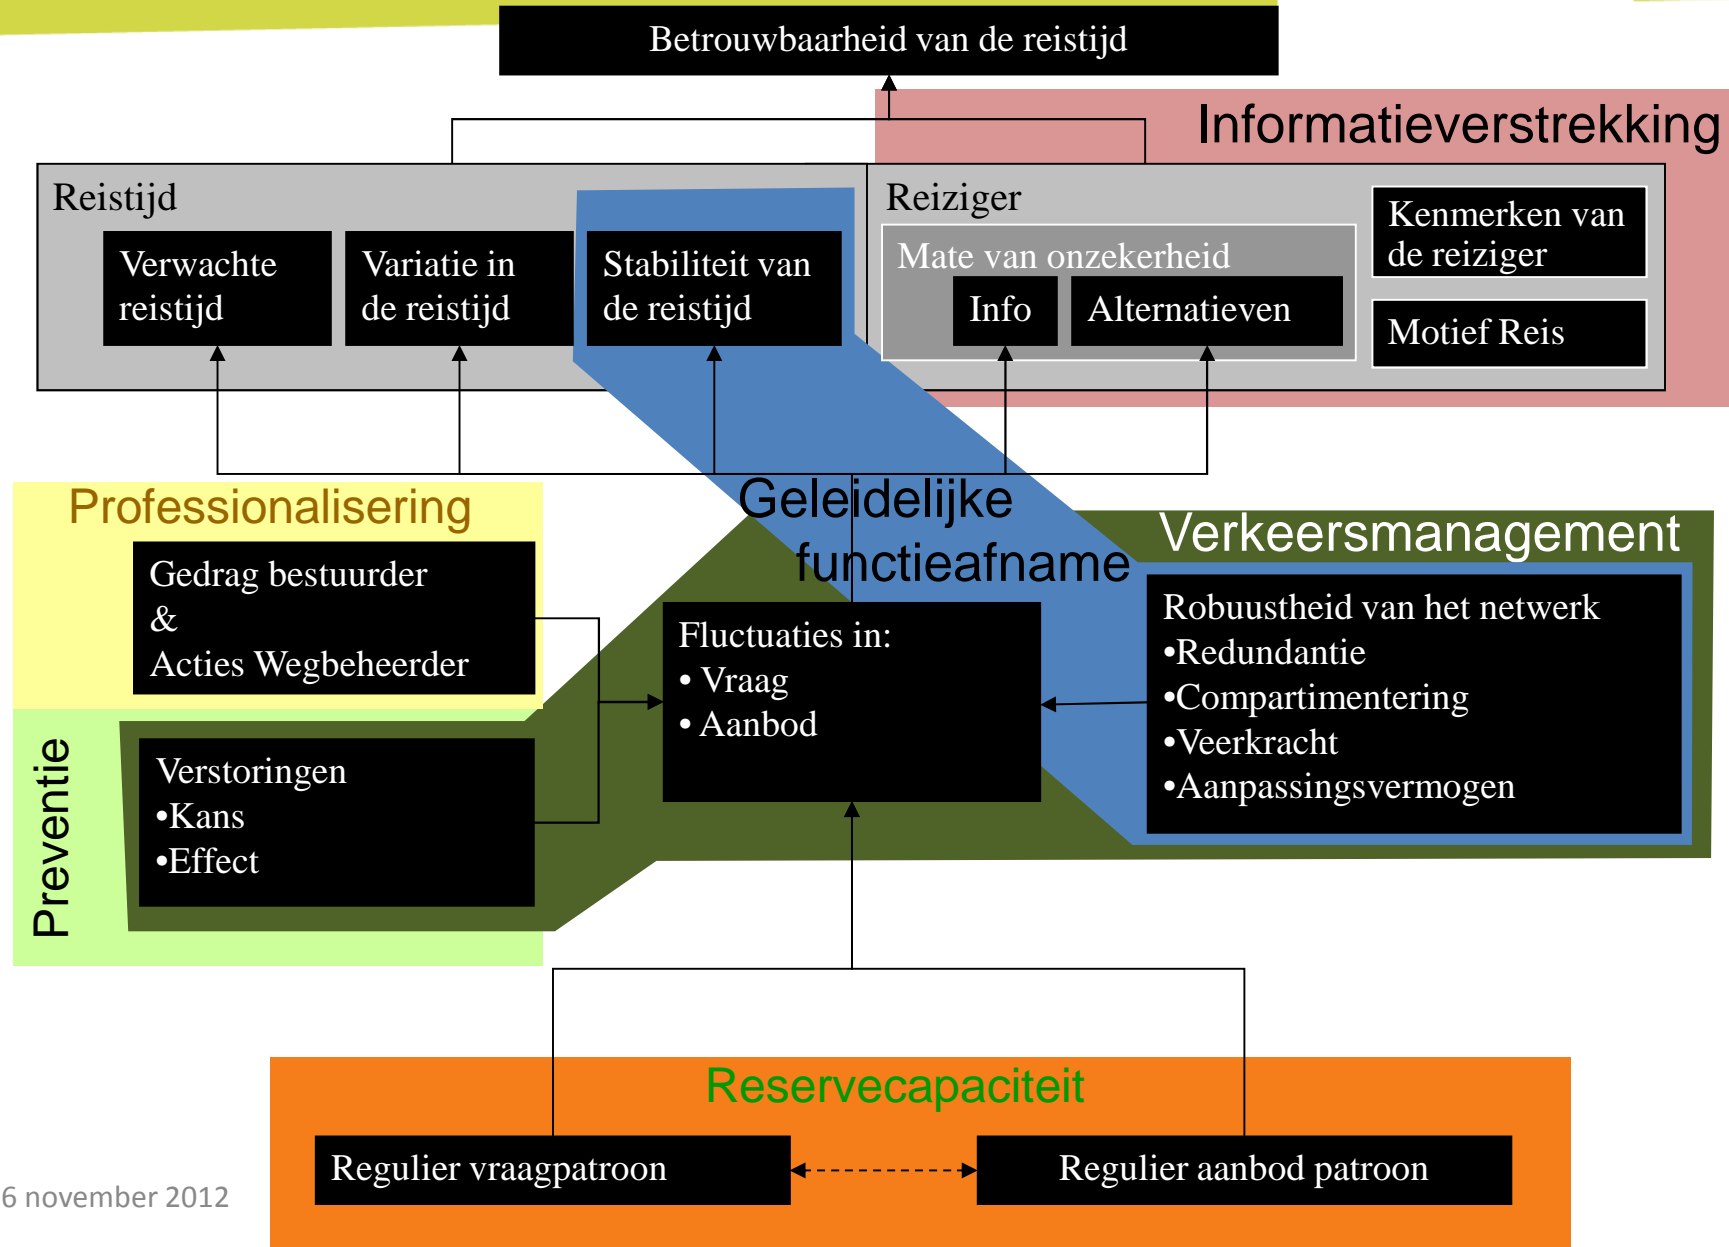 Betrouwbaarheid van de reistijd
Informatieverstrekking
Reistijd
Verwachte
reistijd
Variatie in
de reistijd
Stabiliteit van
de reistijd
Reiziger
Mate van onzekerheid
Info
Alternatieven
Kenmerken van
de reiziger
Motief Reis
Professionalisering
Gedrag bestuurder
&
Acties Wegbeheerder
Geleidelijke
functieafname
Verkeersmanagement
Fluctuaties in:
• Vraag
• Aanbod
Robuustheid van het netwerk
•Redundantie
•Compartimentering
•Veerkracht
•Aanpassingsvermogen
Preventie
Verstoringen
•Kans
•Effect
Reservecapaciteit
Regulier vraagpatroon
Regulier aanbod patroon
6 november 2012